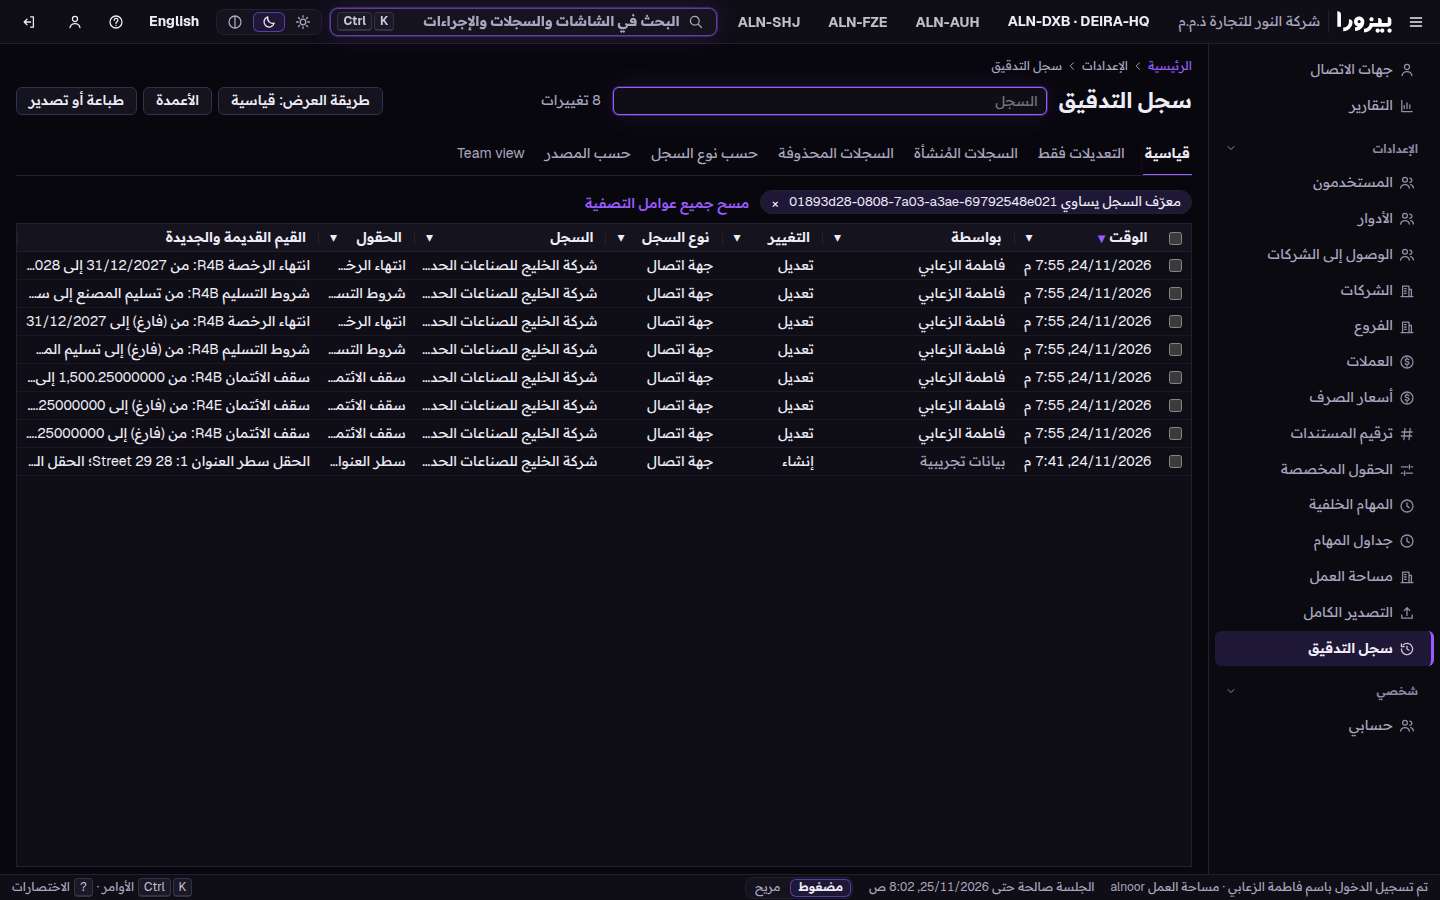 بيزورا
شركة النور للتجارة ذ.م.م
ALN-DXB · DEIRA-HQ
ALN-AUH
ALN-FZE
ALN-SHJ
البحث في الشاشات والسجلات والإجراءات
Ctrl K
English
جهات الاتصال
التقارير
الإعدادات
المستخدمون
الأدوار
الوصول إلى الشركات
الشركات
الفروع
العملات
أسعار الصرف
ترقيم المستندات
الحقول المخصصة
المهام الخلفية
جداول المهام
مساحة العمل
التصدير الكامل
سجل التدقيق
شخصي
حسابي
الرئيسية › الإعدادات › سجل التدقيق
سجل التدقيق
السجل
8 تغييرات
طريقة العرض: قياسية
الأعمدة
طباعة أو تصدير
قياسية
التعديلات فقط
السجلات المُنشأة
السجلات المحذوفة
حسب نوع السجل
حسب المصدر
Team view
معرّف السجل يساوي 01893d28-0808-7a03-a3ae-69792548e021 ×
مسح جميع عوامل التصفية
الوقت ▼ ▼ بواسطة ▼ التغيير ▼ نوع السجل ▼ السجل ▼ الحقول ▼ القيم القديمة والجديدة
24/11/2026, 7:55 م فاطمة الزعابي تعديل جهة اتصال شركة الخليج للصناعات الحد... انتهاء الرخـ... انتهاء الرخصة R4B: من 31/12/2027 إلى 028...
24/11/2026, 7:55 م فاطمة الزعابي تعديل جهة اتصال شركة الخليج للصناعات الحد... شروط التسـ... شروط التسليم R4B: من تسليم المصنع إلى سـ...
24/11/2026, 7:55 م فاطمة الزعابي تعديل جهة اتصال شركة الخليج للصناعات الحد... انتهاء الرخـ... انتهاء الرخصة R4B: من (فارغ) إلى 31/12/2027
24/11/2026, 7:55 م فاطمة الزعابي تعديل جهة اتصال شركة الخليج للصناعات الحد... شروط التسـ... شروط التسليم R4B: من (فارغ) إلى تسليم المـ...
24/11/2026, 7:55 م فاطمة الزعابي تعديل جهة اتصال شركة الخليج للصناعات الحد... سقف الائتمـ... سقف الائتمان R4B: من 1,500.25000000 إلى...
24/11/2026, 7:55 م فاطمة الزعابي تعديل جهة اتصال شركة الخليج للصناعات الحد... سقف الائتمـ... سقف الائتمان R4E: من (فارغ) إلى 25000000....
24/11/2026, 7:55 م فاطمة الزعابي تعديل جهة اتصال شركة الخليج للصناعات الحد... سقف الائتمـ... سقف الائتمان R4B: من (فارغ) إلى 25000000....
24/11/2026, 7:41 م بيانات تجريبية إنشاء جهة اتصال شركة الخليج للصناعات الحد... سطر العنوا... الحقل سطر العنوان 1: 28 Street 29؛ الحقل الـ...
تم تسجيل الدخول باسم فاطمة الزعابي · مساحة العمل alnoor
الجلسة صالحة حتى 25/11/2026, 8:02 ص
مضغوط
مريح
Ctrl K الأوامر · ? الاختصارات